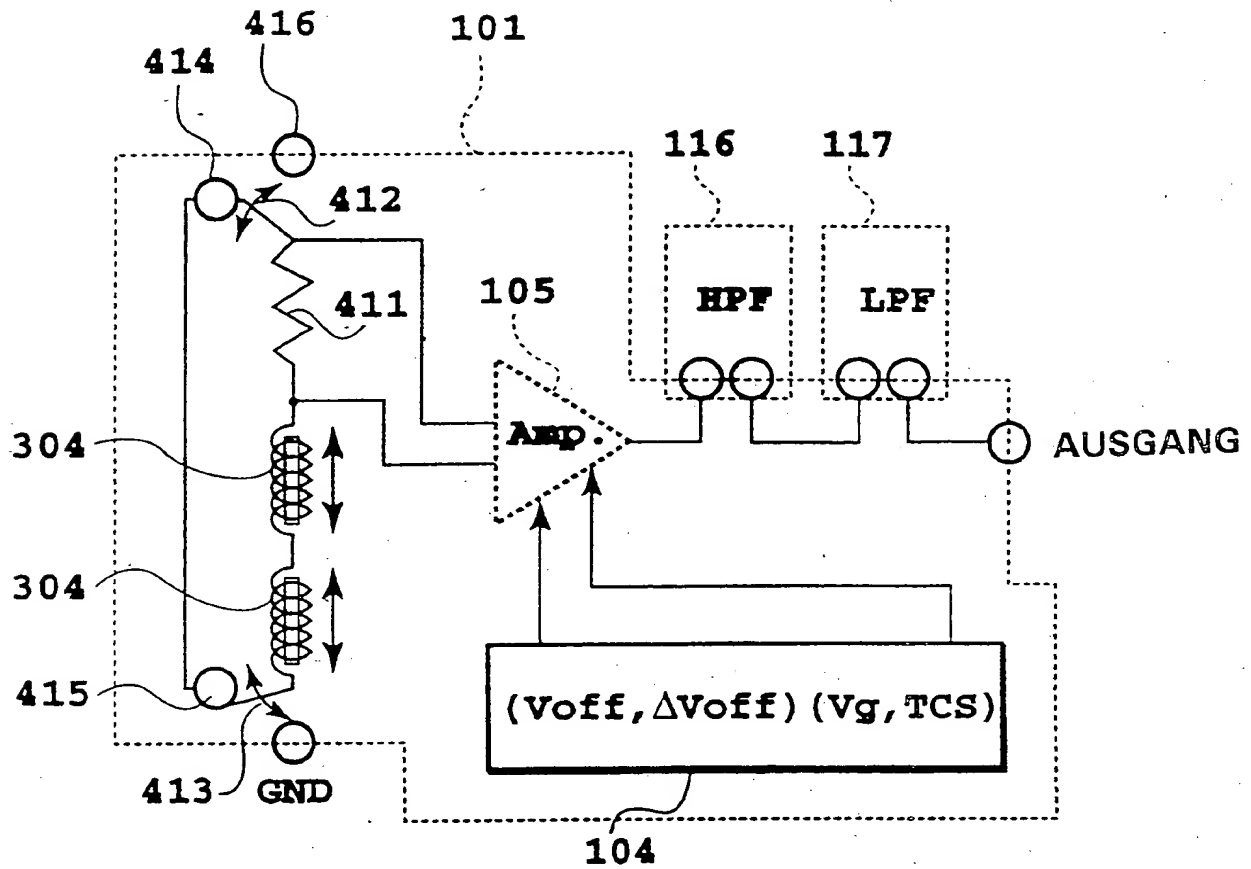 416
101
414
116
117
412
105
411
HPF
LPF
Amp.
304
AUSGANG
304
415
(Voff,ΔVoff)(Vg,TCS)
413
GND
104